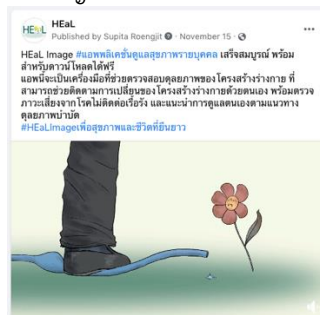 HEaL
HEaL
Published by Supita Roengjit · November 15 ·
HEaL Image #แอพพลิเคชั่นดูแลสุขภาพรายบุคคล เสร็จสมบูรณ์ พร้อม
สำหรับดาวน์โหลดได้ฟรี
แอพนี้จะเป็นเครื่องมือที่ช่วยตรวจสอบดุลยภาพของโครงสร้างร่างกาย ที่
สามารถช่วยติดตามการเปลี่ยนของโครงสร้างร่างกายด้วยตนเอง พร้อมตรวจ
ภาวะเสี่ยงจากโรคไม่ติดต่อเรื้อรัง และแนะนำการดูแลตนเองตามแนวทาง
ดุลยภาพบำบัด
#HEaLImageเพื่อสุขภาพและชีวิตที่ยืนยาว